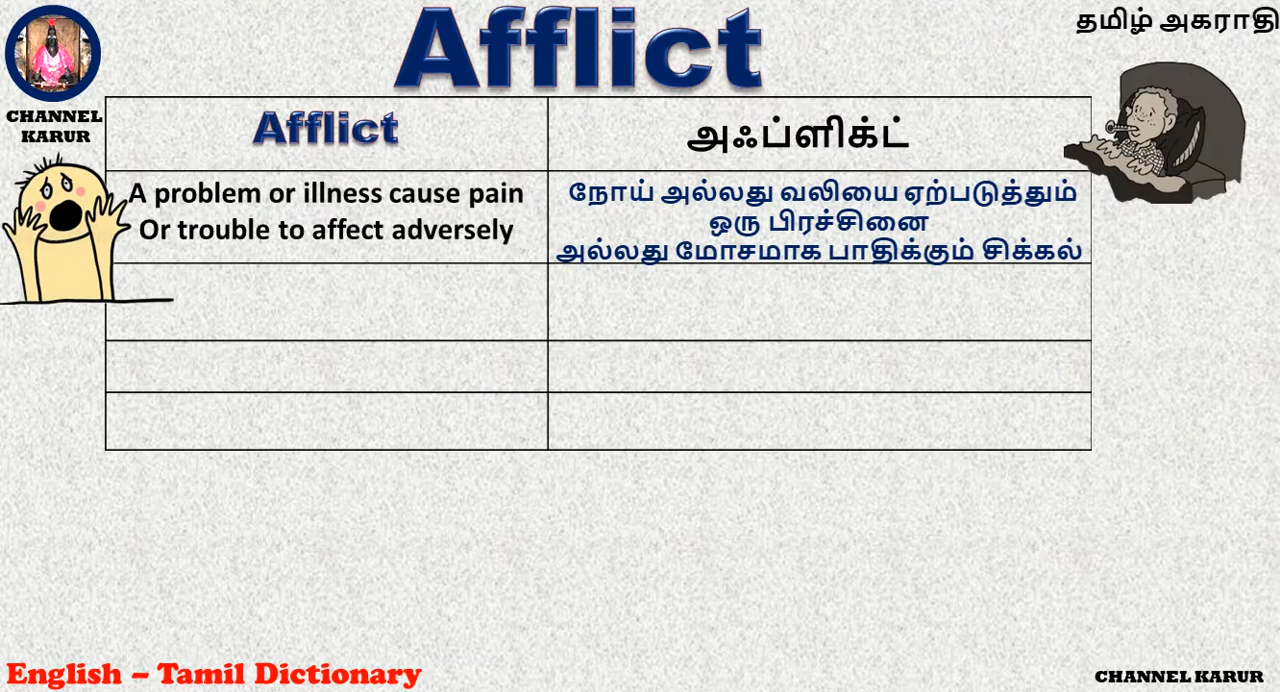 Afflict
தமிழ் அகராதி
CHANNEL
KARUR
Afflict
அஃப்ளிக்ட்
A problem or illness cause pain
Or trouble to affect adversely
நோய் அல்லது வலியை ஏற்படுத்தும்
ஒரு பிரச்சினை
அல்லது மோசமாக பாதிக்கும் சிக்கல்
English – Tamil Dictionary
CHANNEL KARUR